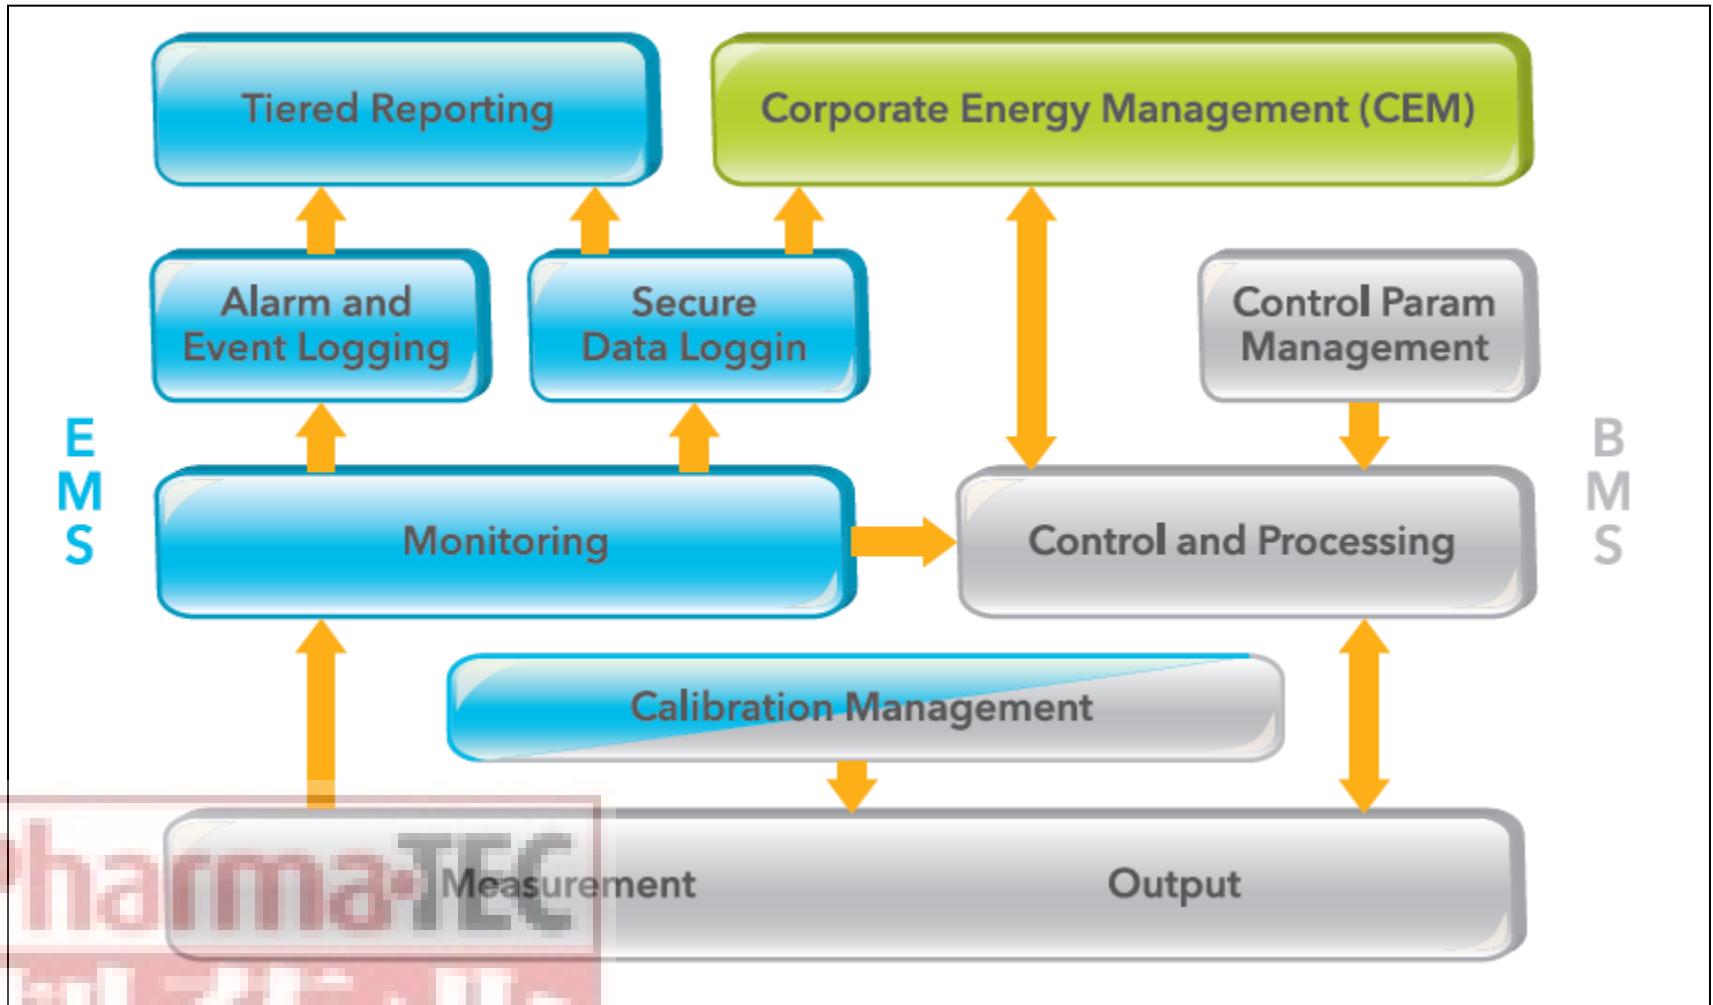 Tiered Reporting
Corporate Energy Management (CEM)
Alarm and
Event Logging
Secure
Data Loggin
Control Param
Management
E
M
S
B
M
S
Monitoring
Control and Processing
Calibration Management
Measurement
Output
Pharma•TEC